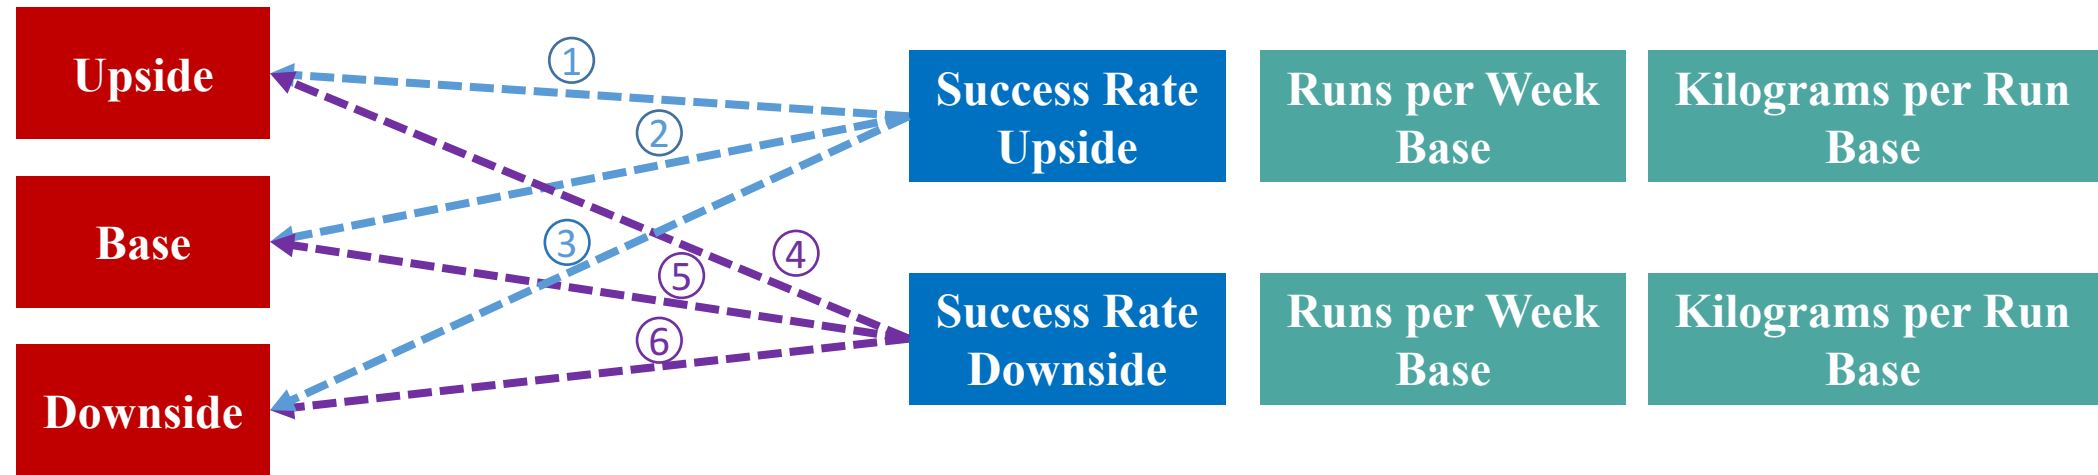 Upside
Base
Downside
①
②
③
④
⑤
⑥
Success Rate
Upside
Runs per Week
Base
Kilograms per Run
Base
Success Rate
Downside
Runs per Week
Base
Kilograms per Run
Base